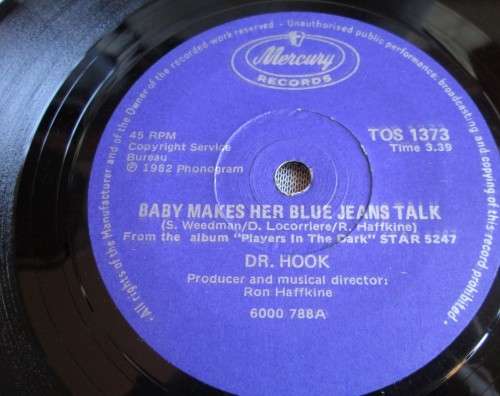 All rights of the Manufacturer and of the Owner of the recorded work reserved - Unauthorised public performance, broadcasting and copying of this record prohibited.
Mercury
RECORDS
45 RPM
Copyright Service
Bureau
℗ 1982 Phonogram
TOS 1373
Time 3.39
BABY MAKES HER BLUE JEANS TALK
(S. Weedman/D. Locorriere/R. Haffkine)
From the album "Players In The Dark" STAR 5247
DR. HOOK
Producer and musical director:
Ron Haffkine
6000 788A